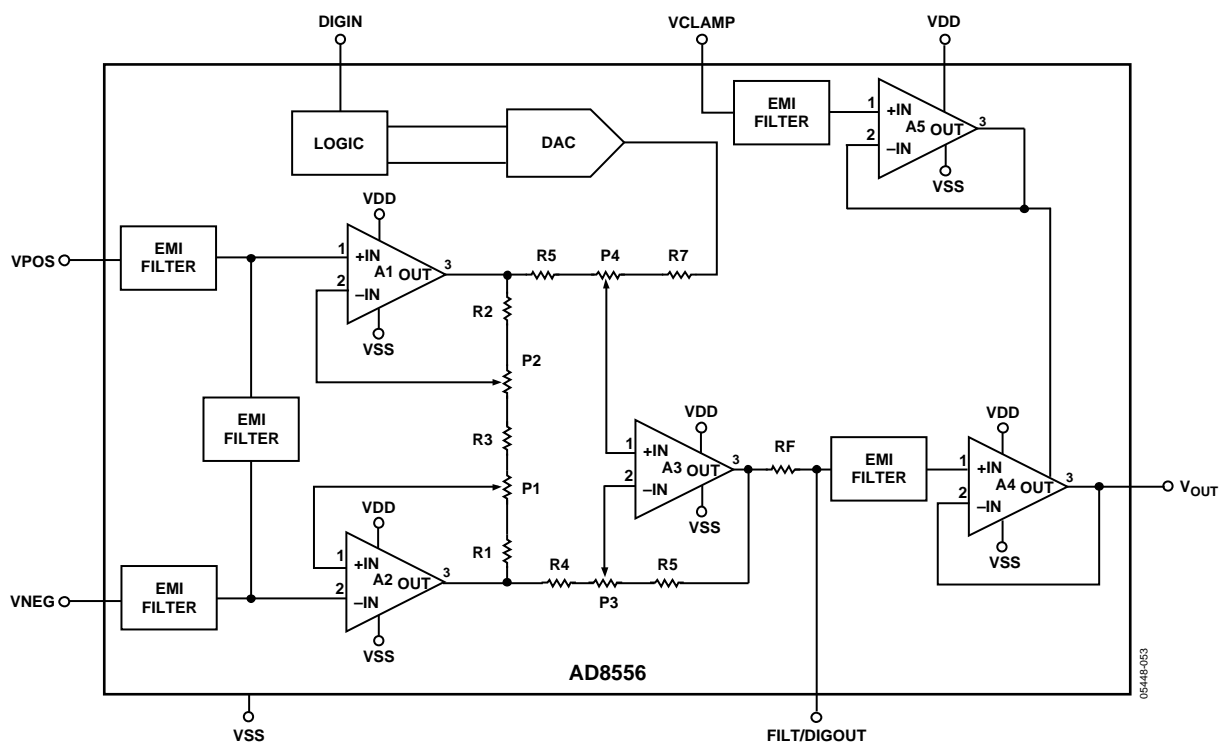 DIGIN
VCLAMP
VDD
LOGIC
DAC
EMI
FILTER
1
+IN
A5
OUT
3
2
–IN
VSS
VDD
VPOS
EMI
FILTER
1
+IN
A1
OUT
3
2
–IN
VSS
R5
P4
R7
R2
P2
EMI
FILTER
R3
P1
R1
VDD
1
+IN
A3
OUT
3
2
–IN
VSS
RF
EMI
FILTER
VDD
1
+IN
A4
OUT
3
2
–IN
VSS
VOUT
VDD
1
+IN
A2
OUT
3
2
–IN
VSS
R4
P3
R5
VNEG
EMI
FILTER
AD8556
VSS
FILT/DIGOUT
05448-053